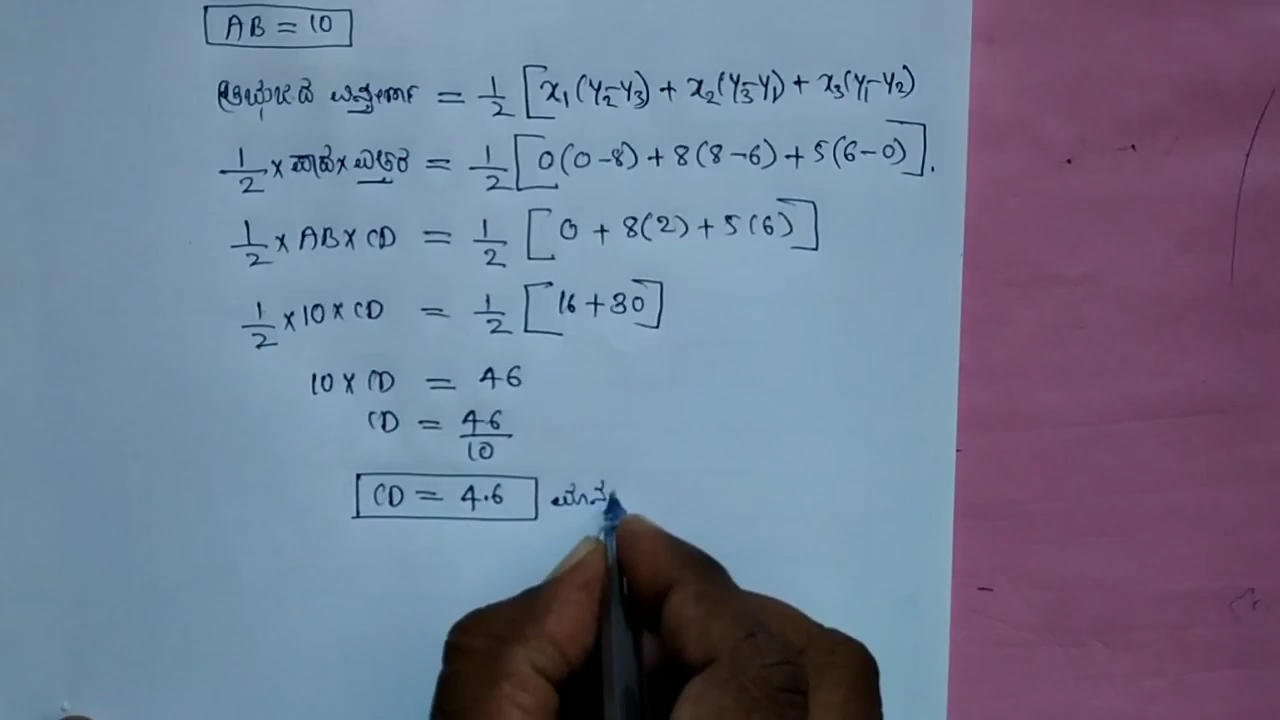 AB = 10
ತ್ರಿಭುಜದ ವಿಸ್ತೀರ್ಣ = 1/2 [x₁(y₂-y₃) + x₂(y₃-y₁) + x₃(y₁-y₂)
1/2 × ಪಾದ × ಎತ್ತರ = 1/2 [0(0-8) + 8(8-6) + 5(6-0)].
1/2 × AB × CD = 1/2 [0 + 8(2) + 5(6)]
1/2 × 10 × CD = 1/2 [16 + 30]
10 × CD = 46
CD = 46/10
CD = 4.6